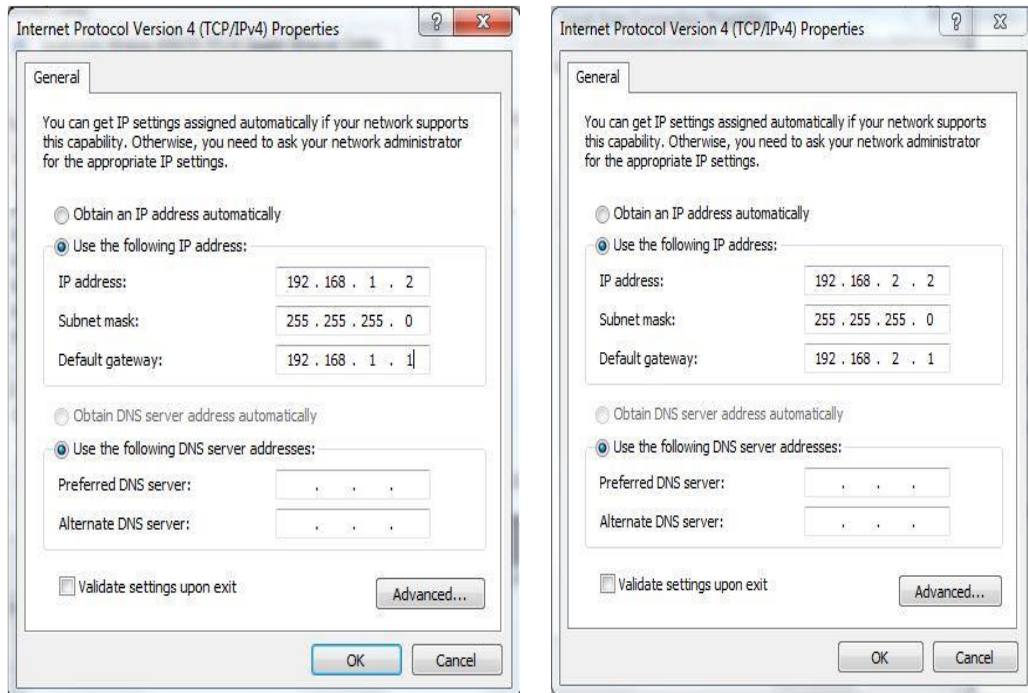 Internet Protocol Version 4 (TCP/IPv4) Properties
General
You can get IP settings assigned automatically if your network supports
this capability. Otherwise, you need to ask your network administrator
for the appropriate IP settings.
Obtain an IP address automatically
Use the following IP address:
IP address: 192 . 168 . 1 . 2
Subnet mask: 255 . 255 . 255 . 0
Default gateway: 192 . 168 . 1 . 1
Obtain DNS server address automatically
Use the following DNS server addresses:
Preferred DNS server: . . .
Alternate DNS server: . . .
Validate settings upon exit
Advanced...
OK Cancel
Internet Protocol Version 4 (TCP/IPv4) Properties
General
You can get IP settings assigned automatically if your network supports
this capability. Otherwise, you need to ask your network administrator
for the appropriate IP settings.
Obtain an IP address automatically
Use the following IP address:
IP address: 192 . 168 . 2 . 2
Subnet mask: 255 . 255 . 255 . 0
Default gateway: 192 . 168 . 2 . 1
Obtain DNS server address automatically
Use the following DNS server addresses:
Preferred DNS server: . . .
Alternate DNS server: . . .
Validate settings upon exit
Advanced...
OK Cancel